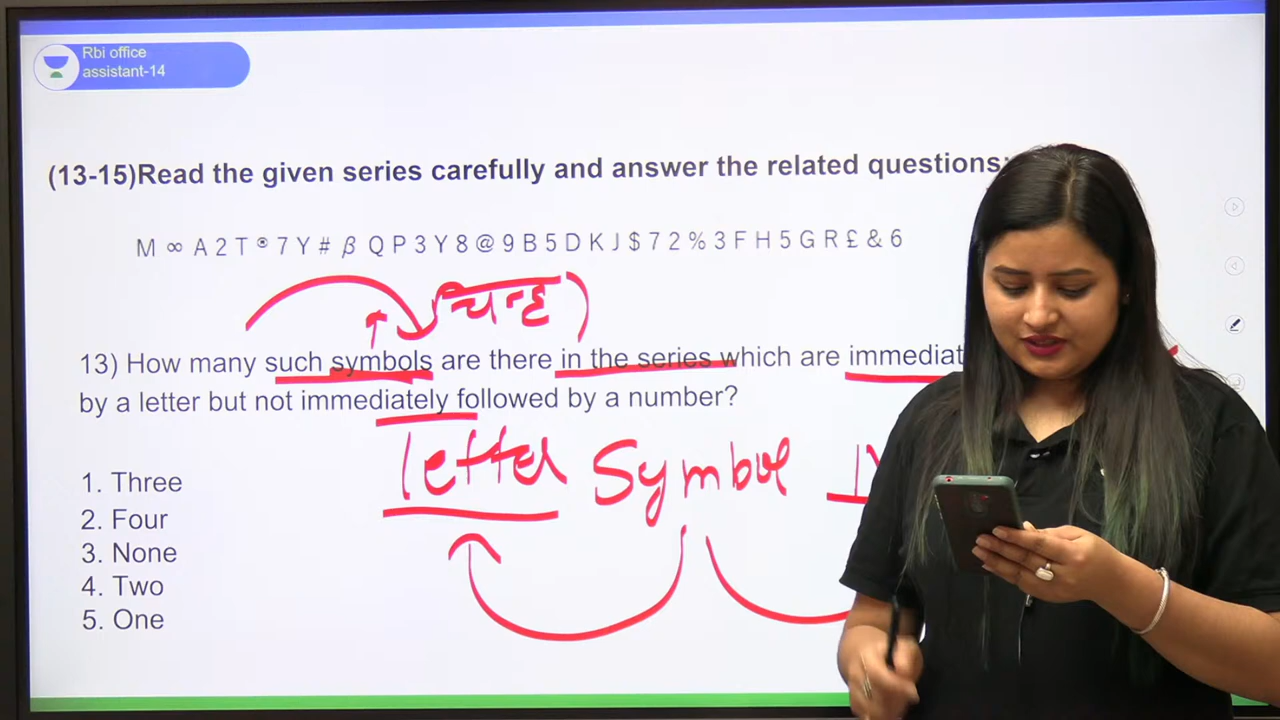 Rbi office
assistant-14
(13-15)Read the given series carefully and answer the related questions:
M ∞ A 2 T ® 7 Y # β Q P 3 Y 8 @ 9 B 5 D K J $ 7 2 % 3 F H 5 G R £ & 6
चिन्ह)
13) How many such symbols are there in the series which are
by a letter but not immediately followed by a number?
letter Symbol
1. Three
2. Four
3. None
4. Two
5. One